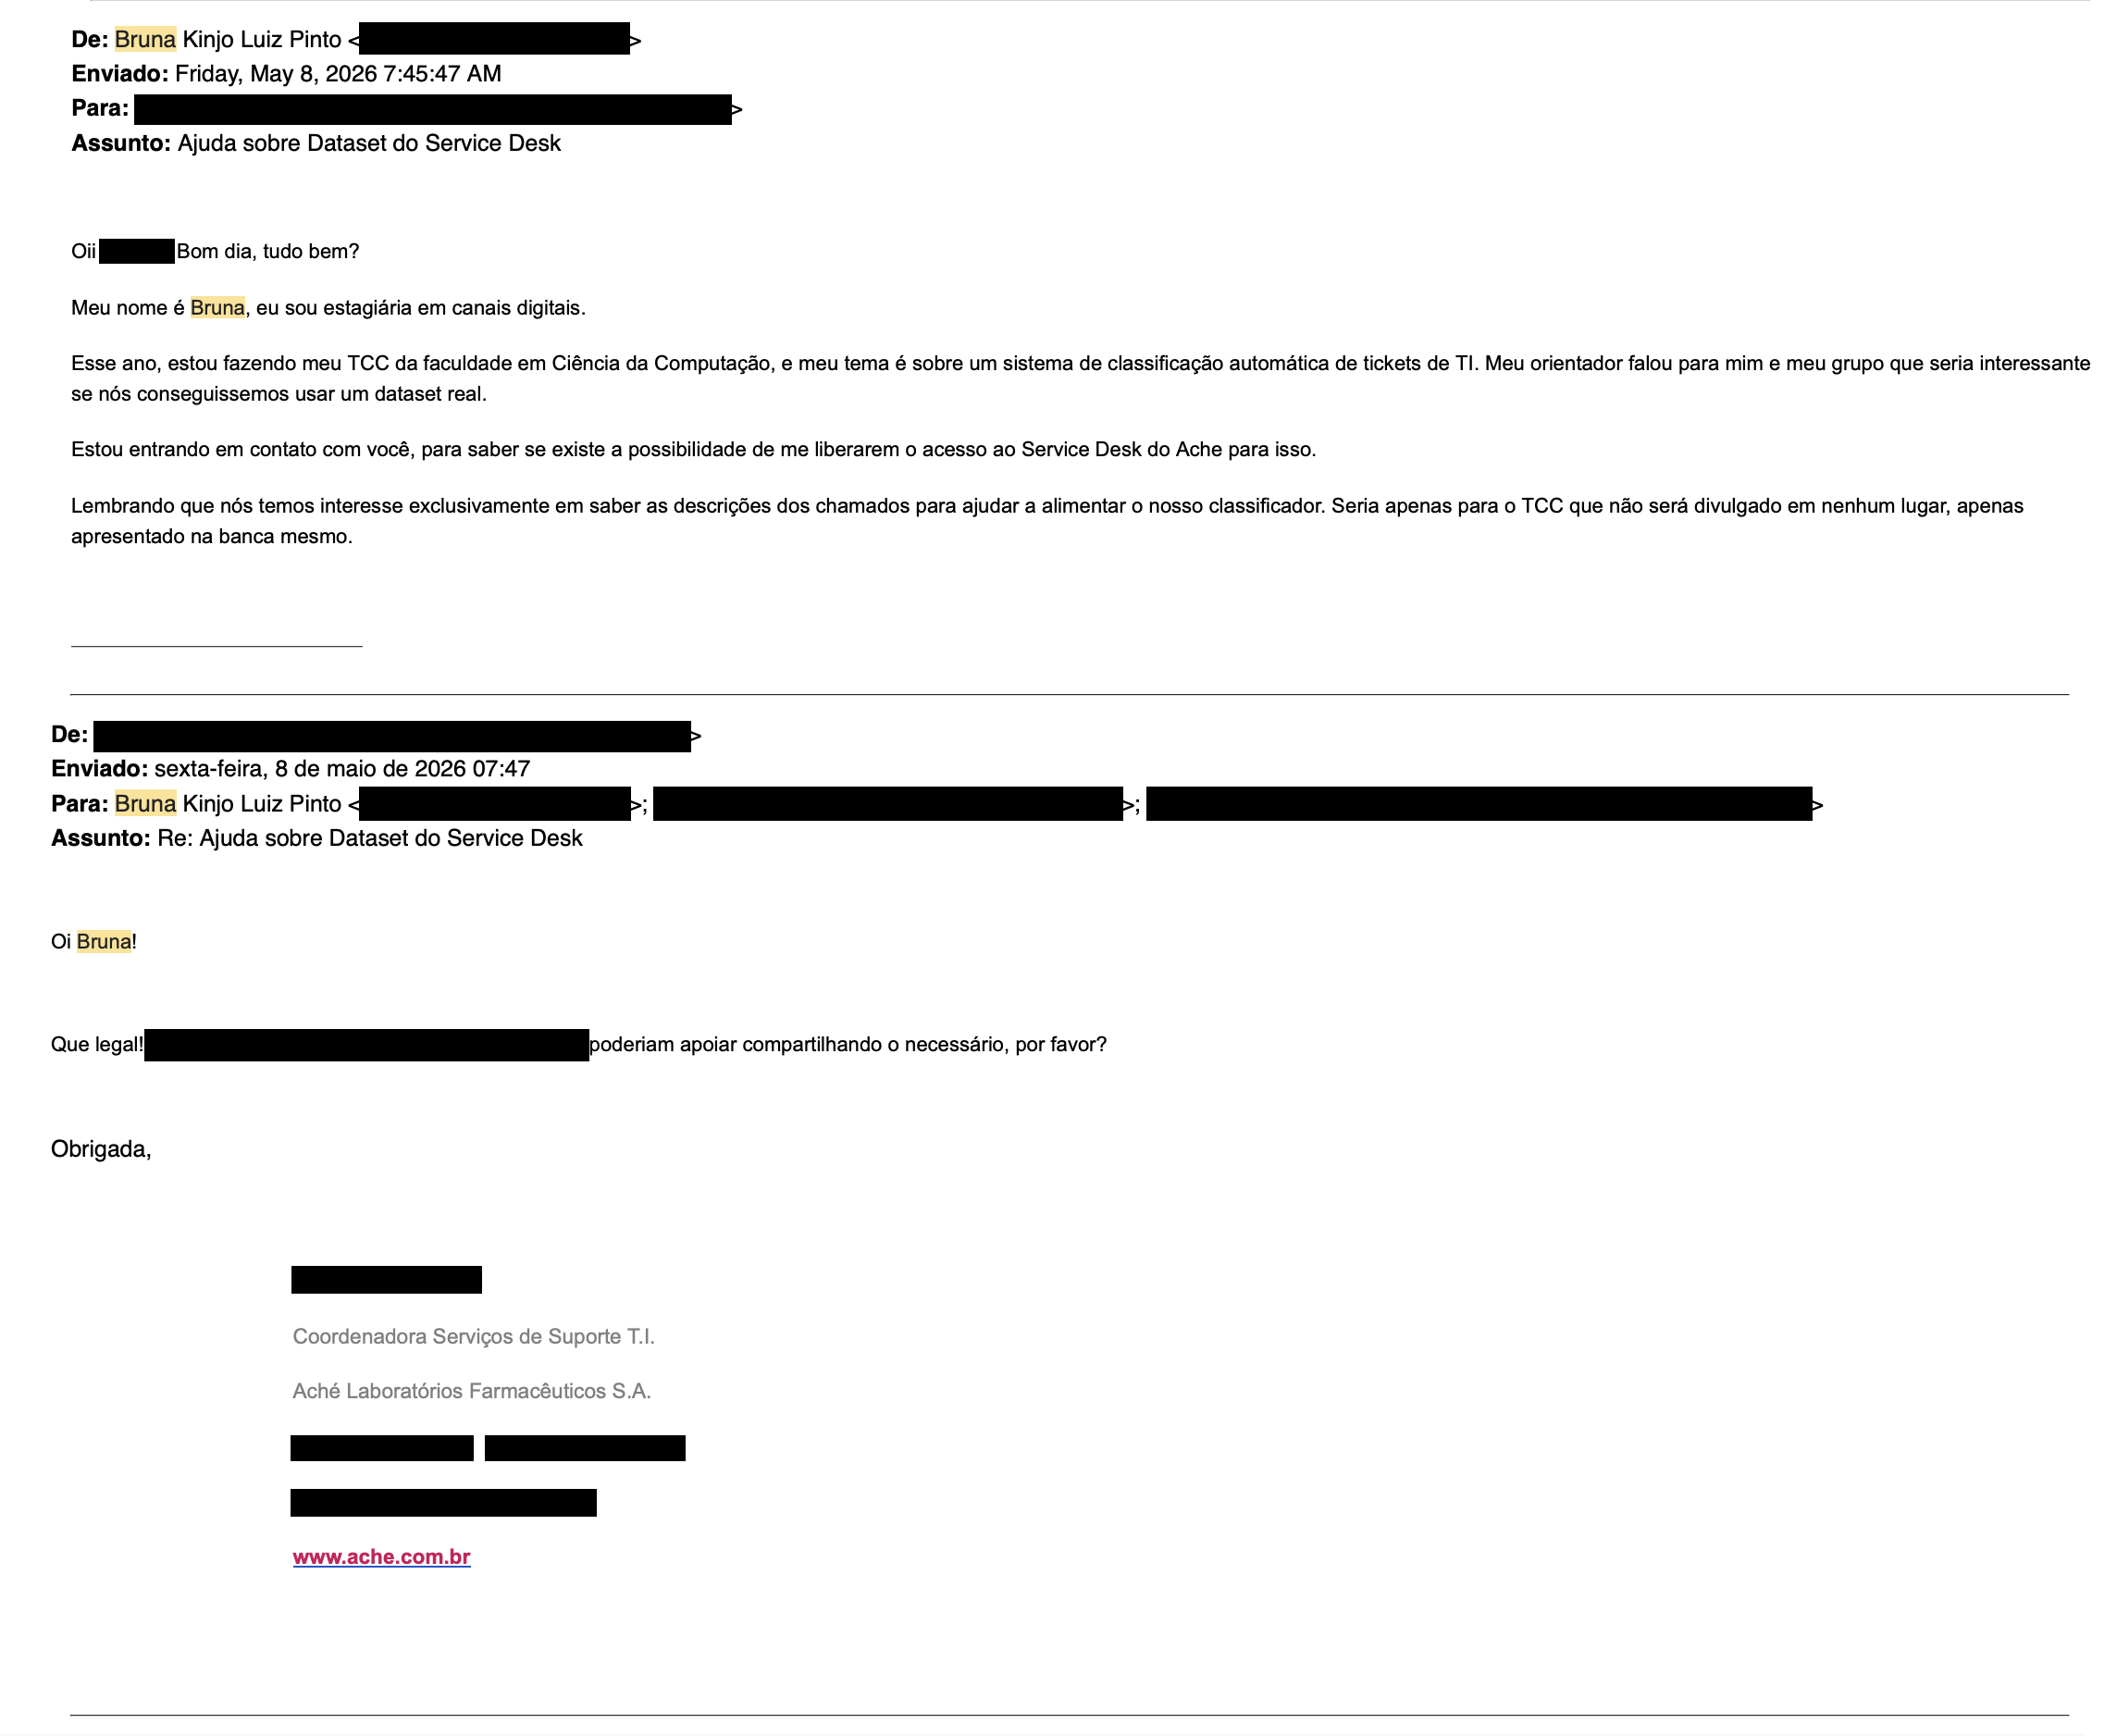 De: Bruna Kinjo Luiz Pinto < >
Enviado: Friday, May 8, 2026 7:45:47 AM
Para: >
Assunto: Ajuda sobre Dataset do Service Desk
Oii Bom dia, tudo bem?
Meu nome é Bruna, eu sou estagiária em canais digitais.
Esse ano, estou fazendo meu TCC da faculdade em Ciência da Computação, e meu tema é sobre um sistema de classificação automática de tickets de TI. Meu orientador falou para mim e meu grupo que seria interessante
se nós conseguissemos usar um dataset real.
Estou entrando em contato com você, para saber se existe a possibilidade de me liberarem o acesso ao Service Desk do Ache para isso.
Lembrando que nós temos interesse exclusivamente em saber as descrições dos chamados para ajudar a alimentar o nosso classificador. Seria apenas para o TCC que não será divulgado em nenhum lugar, apenas
apresentado na banca mesmo.
De: >
Enviado: sexta-feira, 8 de maio de 2026 07:47
Para: Bruna Kinjo Luiz Pinto < >; >; >
Assunto: Re: Ajuda sobre Dataset do Service Desk
Oi Bruna!
Que legal! poderiam apoiar compartilhando o necessário, por favor?
Obrigada,
Coordenadora Serviços de Suporte T.I.
Aché Laboratórios Farmacêuticos S.A.
www.ache.com.br